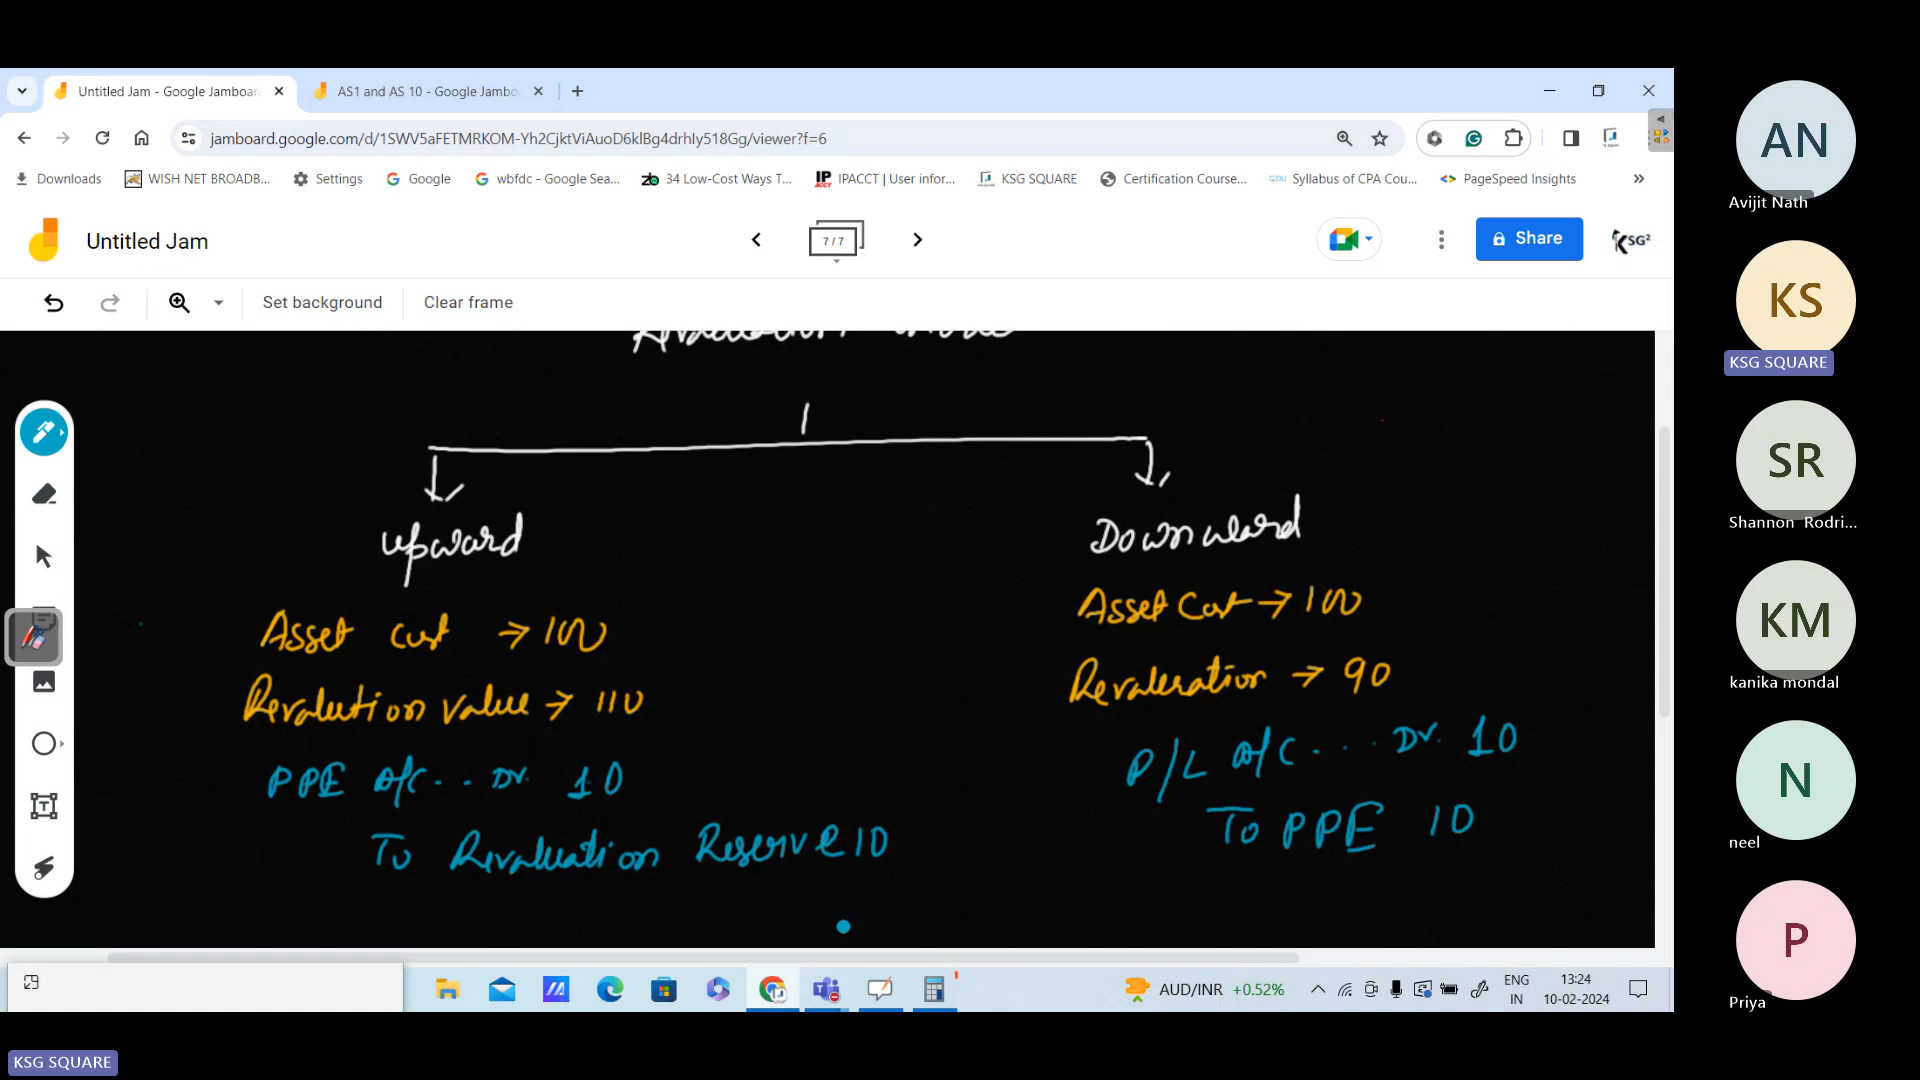 Untitled Jam - Google Jamboar
AS1 and AS 10 - Google Jambo
jamboard.google.com/d/1SWV5aFETMRKOM-Yh2CjktViAuoD6klBg4drhly518Gg/viewer?f=6
Downloads
WISH NET BROADB...
Settings
Google
wbfdc - Google Sea...
34 Low-Cost Ways T...
IPACCT | User infor...
KSG SQUARE
Certification Course...
Syllabus of CPA Cou...
PageSpeed Insights
Untitled Jam
7 / 7
Share
KSG²
Set background
Clear frame
upward
Downward
Asset cost → 100
Asset Cost → 100
Revalution value → 110
Revaluation → 90
PPE A/C.. Dr. 10
P/L A/C.... Dr. 10
To Revaluation Reserve 10
To PPE 10
AUD/INR +0.52%
ENG
IN
13:24
10-02-2024
AN
Avijit Nath
KS
KSG SQUARE
SR
Shannon Rodri...
KM
kanika mondal
N
neel
P
Priya
KSG SQUARE